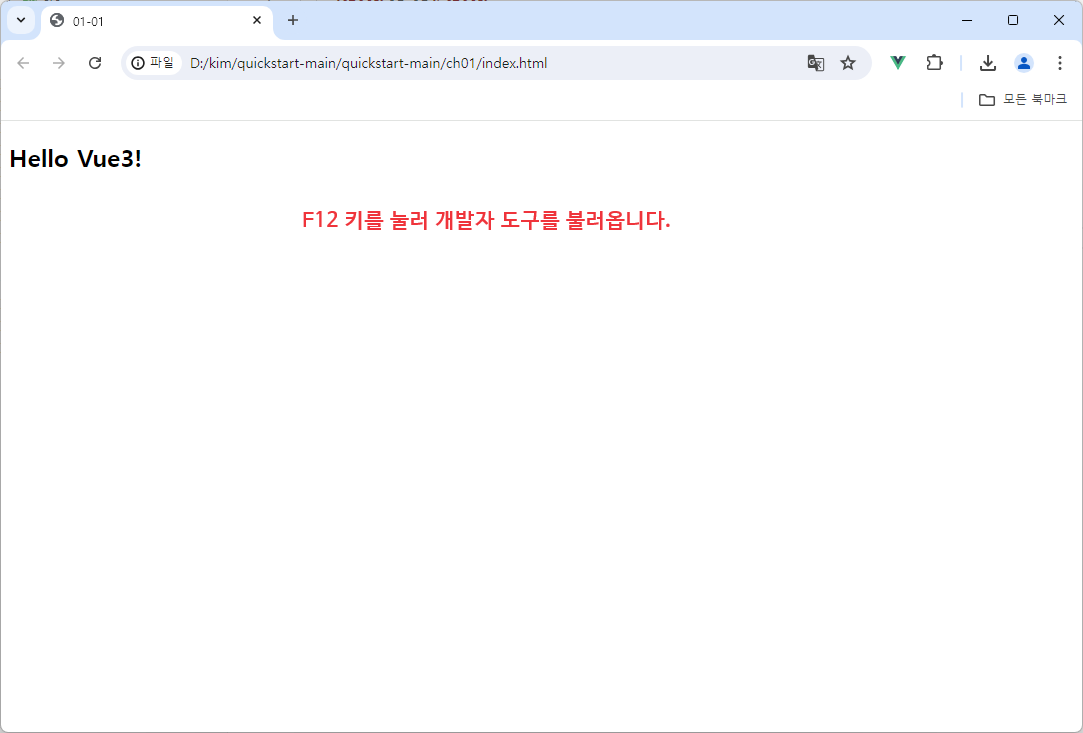 01-01
파일
D:/kim/quickstart-main/quickstart-main/ch01/index.html
모든 북마크
Hello Vue3!
F12 키를 눌러 개발자 도구를 불러옵니다.